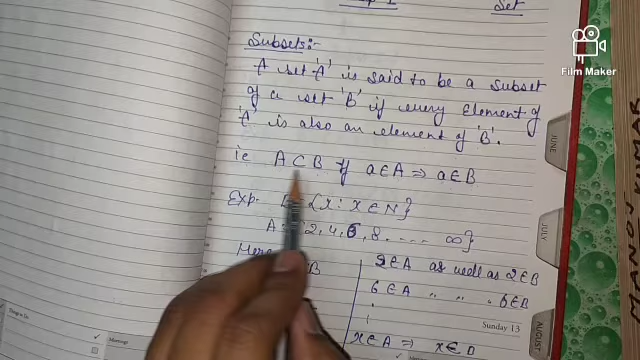 Set
Film Maker
Subsets:-
A set 'A' is said to be a subset
of a set 'B' if every element of
'A' is also an element of 'B'.
ie A ⊂ B if a ∈ A ⇒ a ∈ B
Exp. {x : x ∈ N}
A = 2, 4, 6, 8, .... ∞}
Here B
2 ∈ A as well as 2 ∈ B
6 ∈ A " " " 6 ∈ B
x ∈ A ⇒ x ∈ B
JUNE
JULY
AUGUST
Sunday 13
Morning